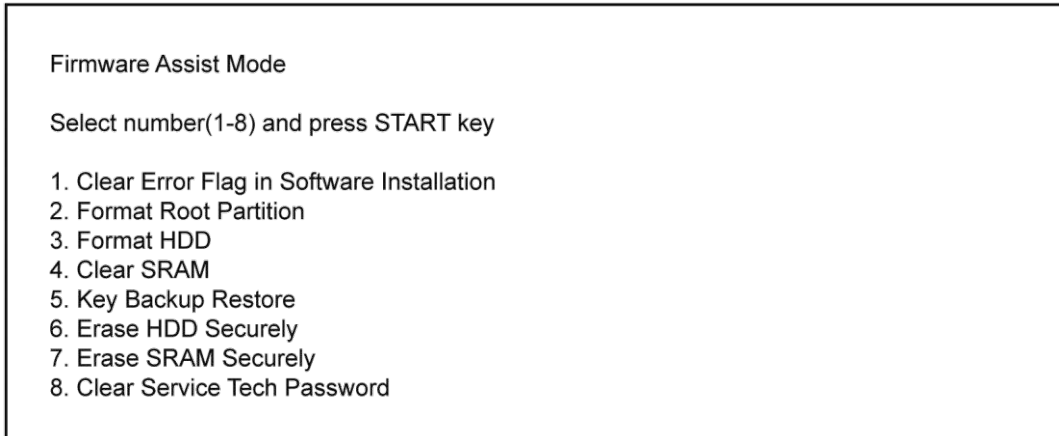 Firmware Assist Mode
Select number(1-8) and press START key
1. Clear Error Flag in Software Installation
2. Format Root Partition
3. Format HDD
4. Clear SRAM
5. Key Backup Restore
6. Erase HDD Securely
7. Erase SRAM Securely
8. Clear Service Tech Password